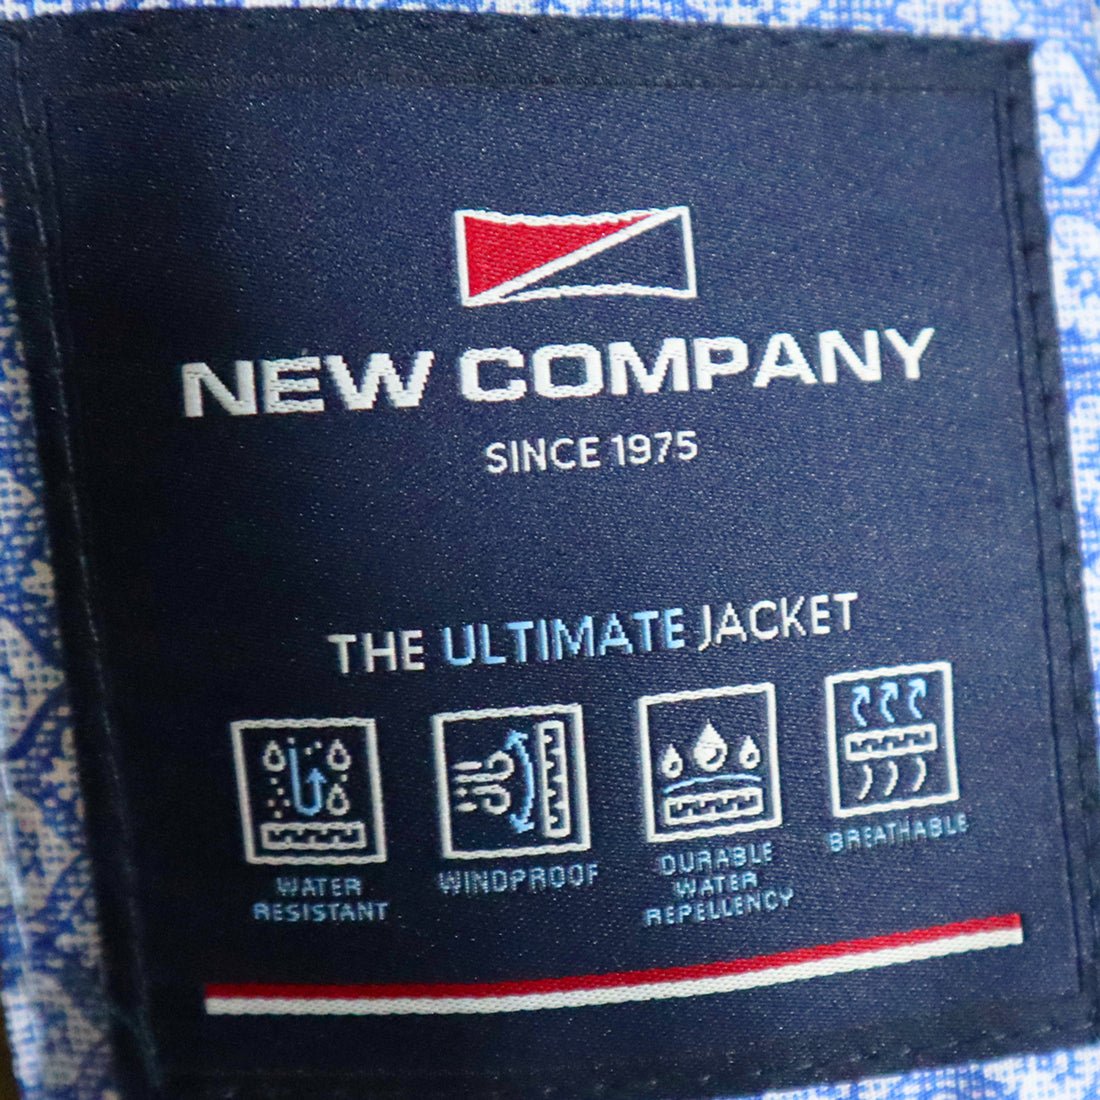 NEW COMPANY
SINCE 1975
THE ULTIMATE JACKET
WATER
RESISTANT
WINDPROOF
DURABLE
WATER
REPELLENCY
BREATHABLE